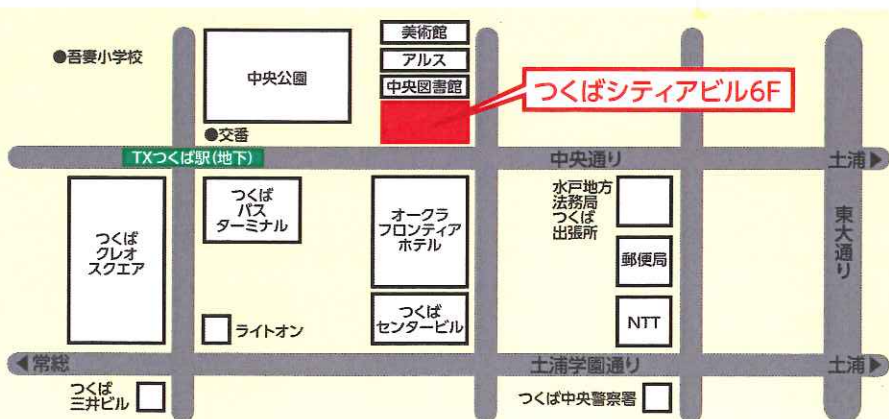 美術館
●吾妻小学校
アルス
中央公園
中央図書館
つくばシティアビル6F
●交番
TXつくば駅(地下)
中央通り
土浦▶
つくば
バス
ターミナル
オークラ
フロンティア
ホテル
水戸地方
法務局
つくば
出張所
つくば
クレオ
スクエア
郵便局
東大通り
ライトオン
つくば
センタービル
NTT
◀常総
土浦学園通り
土浦▶
つくば
三井ビル
つくば中央警察署